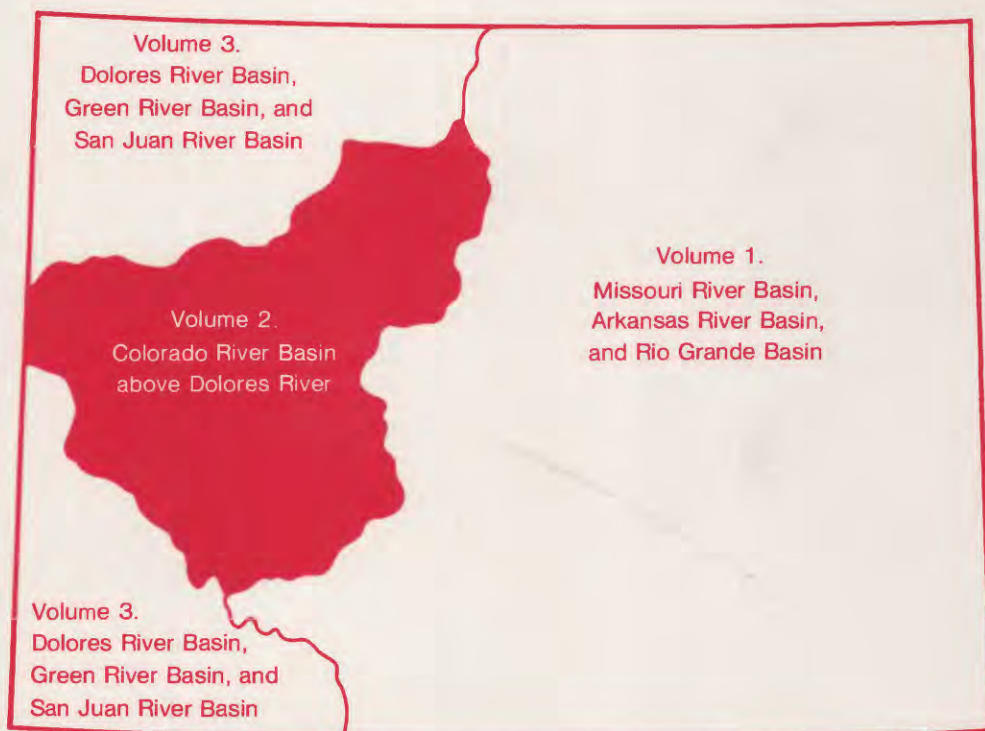 Volume 3.
Dolores River Basin,
Green River Basin, and
San Juan River Basin
Volume 1.
Missouri River Basin,
Arkansas River Basin,
and Rio Grande Basin
Volume 2.
Colorado River Basin
above Dolores River
Volume 3.
Dolores River Basin,
Green River Basin, and
San Juan River Basin